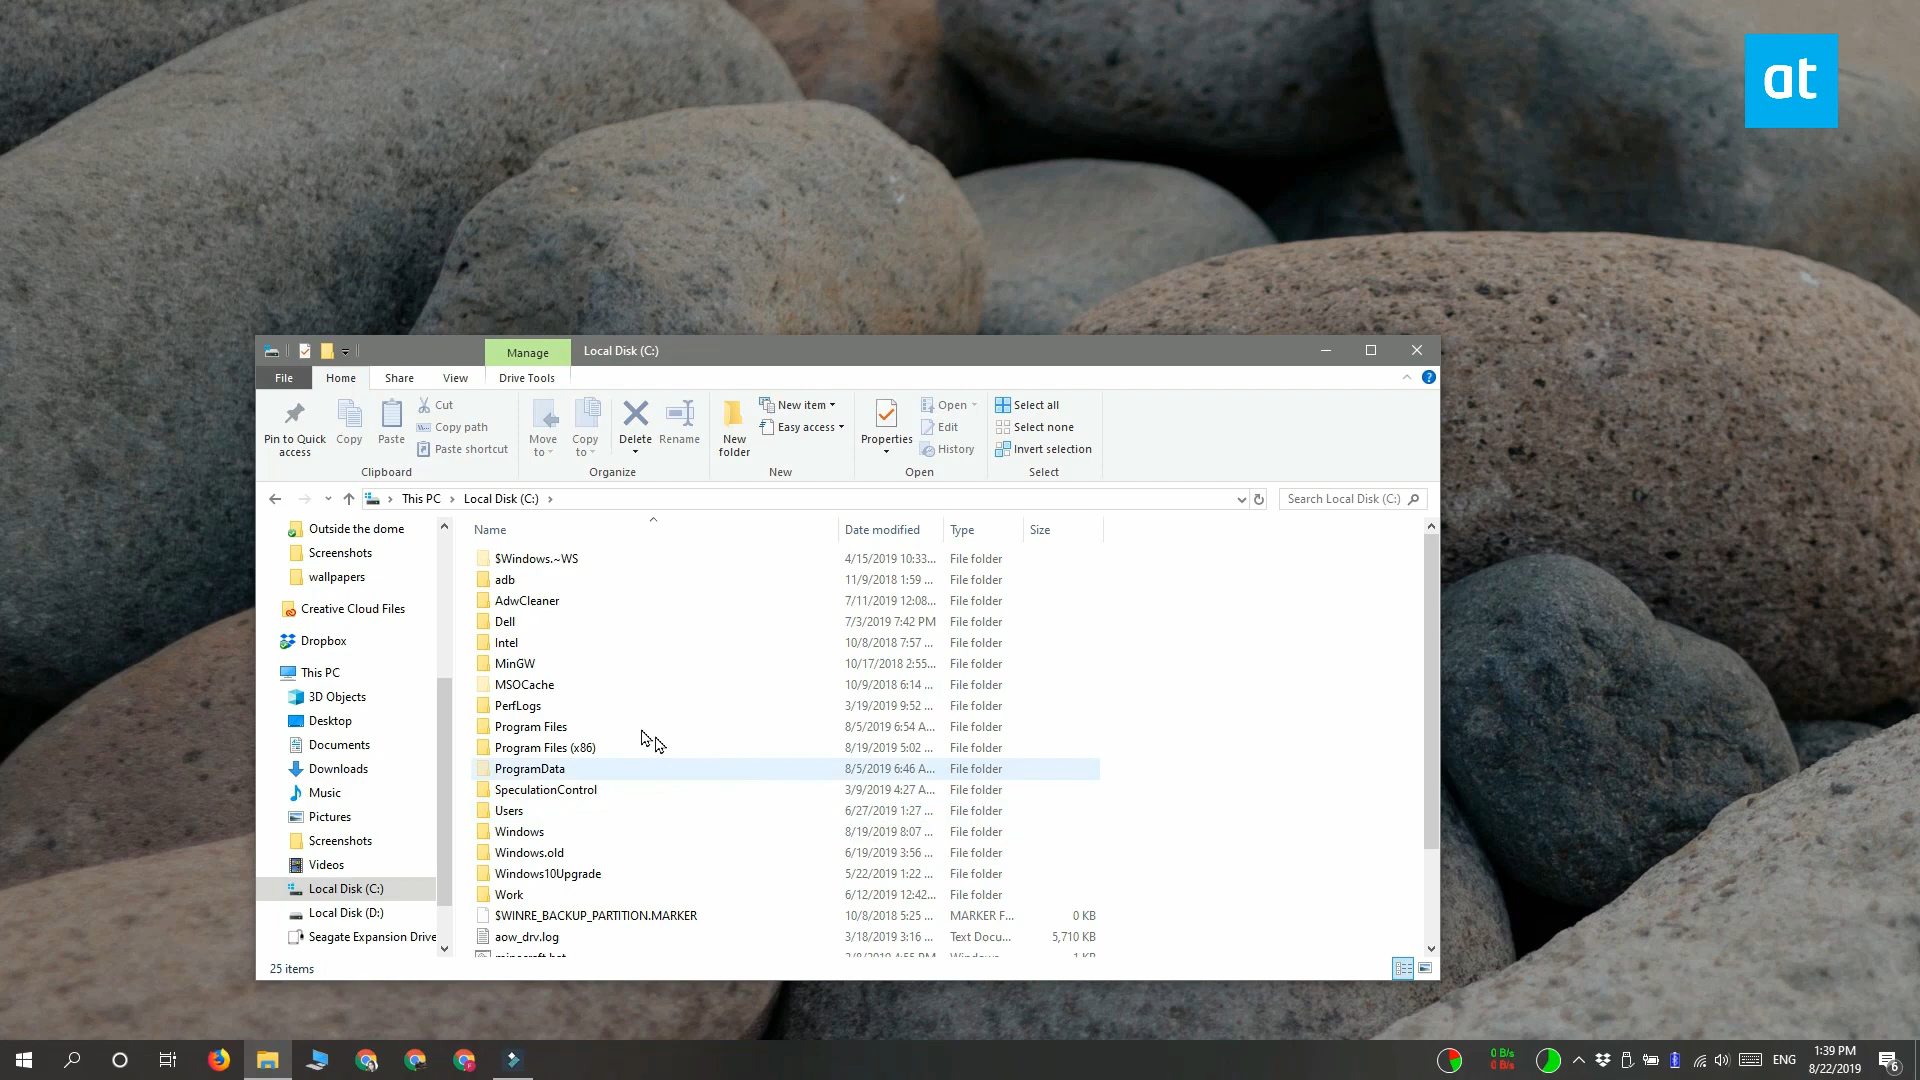 at
Manage
Local Disk (C:)
File
Home
Share
View
Drive Tools
Pin to Quick access
Copy
Paste
Cut
Copy path
Paste shortcut
Clipboard
Move to
Copy to
Delete
Rename
Organize
New folder
New item
Easy access
New
Properties
Open
Edit
History
Open
Select all
Select none
Invert selection
Select
This PC
Local Disk (C:)
Search Local Disk (C:)
Outside the dome
Screenshots
wallpapers
Creative Cloud Files
Dropbox
This PC
3D Objects
Desktop
Documents
Downloads
Music
Pictures
Screenshots
Videos
Local Disk (C:)
Local Disk (D:)
Seagate Expansion Drive
Name Date modified Type Size
$Windows.~WS 4/15/2019 10:33... File folder
adb 11/9/2018 1:59 ... File folder
AdwCleaner 7/11/2019 12:08... File folder
Dell 7/3/2019 7:42 PM File folder
Intel 10/8/2018 7:57 ... File folder
MinGW 10/17/2018 2:55... File folder
MSOCache 10/9/2018 6:14 ... File folder
PerfLogs 3/19/2019 9:52 ... File folder
Program Files 8/5/2019 6:54 A... File folder
Program Files (x86) 8/19/2019 5:02 ... File folder
ProgramData 8/5/2019 6:46 A... File folder
SpeculationControl 3/9/2019 4:27 A... File folder
Users 6/27/2019 1:27 ... File folder
Windows 8/19/2019 8:07 ... File folder
Windows.old 6/19/2019 3:56 ... File folder
Windows10Upgrade 5/22/2019 1:22 ... File folder
Work 6/12/2019 12:42... File folder
$WINRE_BACKUP_PARTITION.MARKER 10/8/2018 5:25 ... MARKER F... 0 KB
aow_drv.log 3/18/2019 3:16 ... Text Docu... 5,710 KB
25 items
0 B/s
0 B/s
ENG
1:39 PM
8/22/2019
6